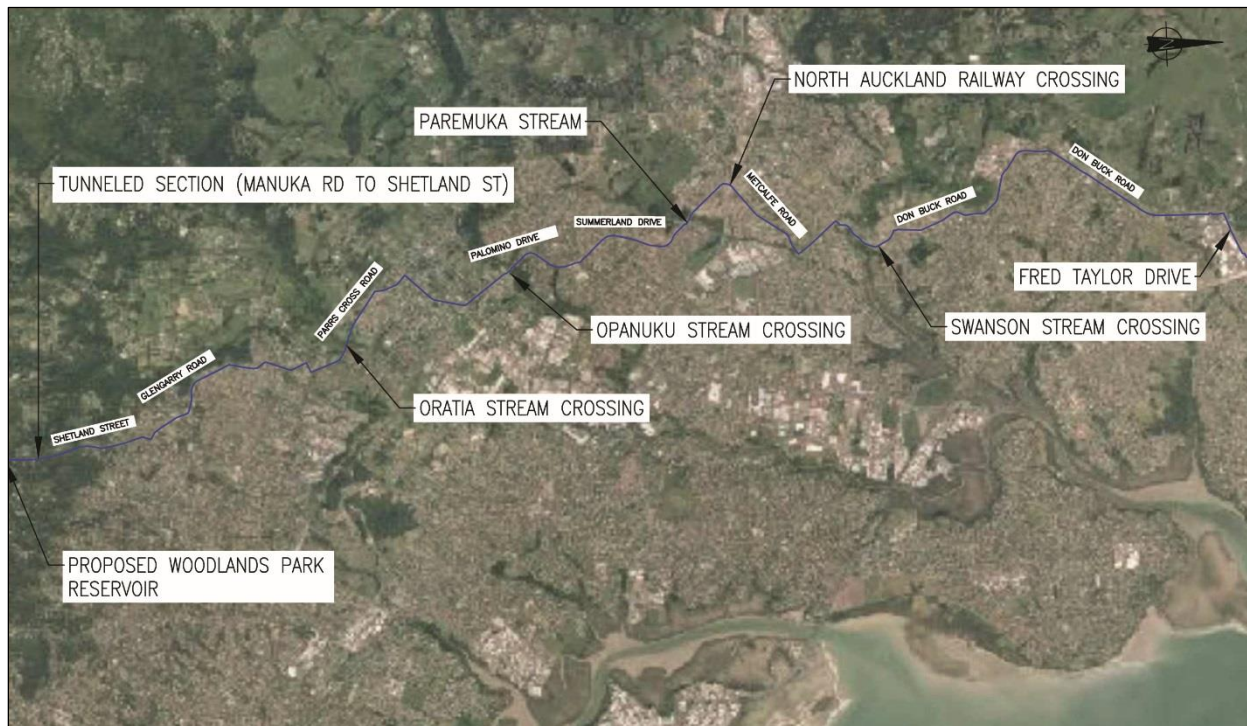 N
NORTH AUCKLAND RAILWAY CROSSING
PAREMUKA STREAM
DON BUCK ROAD
TUNNELED SECTION (MANUKA RD TO SHETLAND ST)
METCALFE ROAD
DON BUCK ROAD
SUMMERLAND DRIVE
PALOMINO DRIVE
FRED TAYLOR DRIVE
PARRS CROSS ROAD
OPANUKU STREAM CROSSING
SWANSON STREAM CROSSING
GLENGARRY ROAD
ORATIA STREAM CROSSING
SHETLAND STREET
PROPOSED WOODLANDS PARK
RESERVOIR